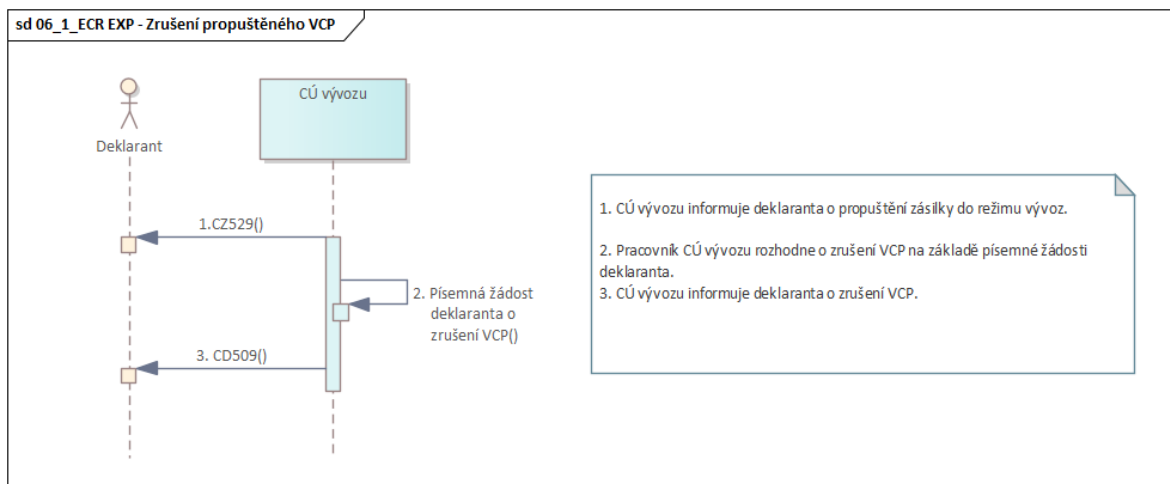 sd 06_1_ECR EXP - Zrušení propuštěného VCP
CÚ vývozu
Deklarant
1.CZ529()
2. Písemná žádost
deklaranta o
zrušení VCP()
3. CD509()
1. CÚ vývozu informuje deklaranta o propuštění zásilky do režimu vývoz.
2. Pracovník CÚ vývozu rozhodne o zrušení VCP na základě písemné žádosti
deklaranta.
3. CÚ vývozu informuje deklaranta o zrušení VCP.